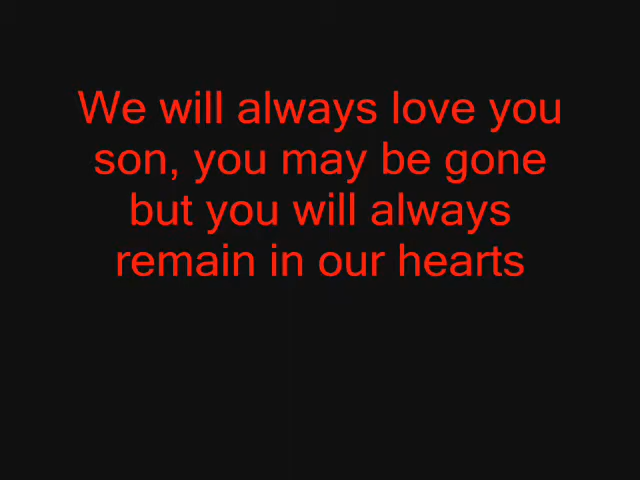 We will always love you
son, you may be gone
but you will always
remain in our hearts